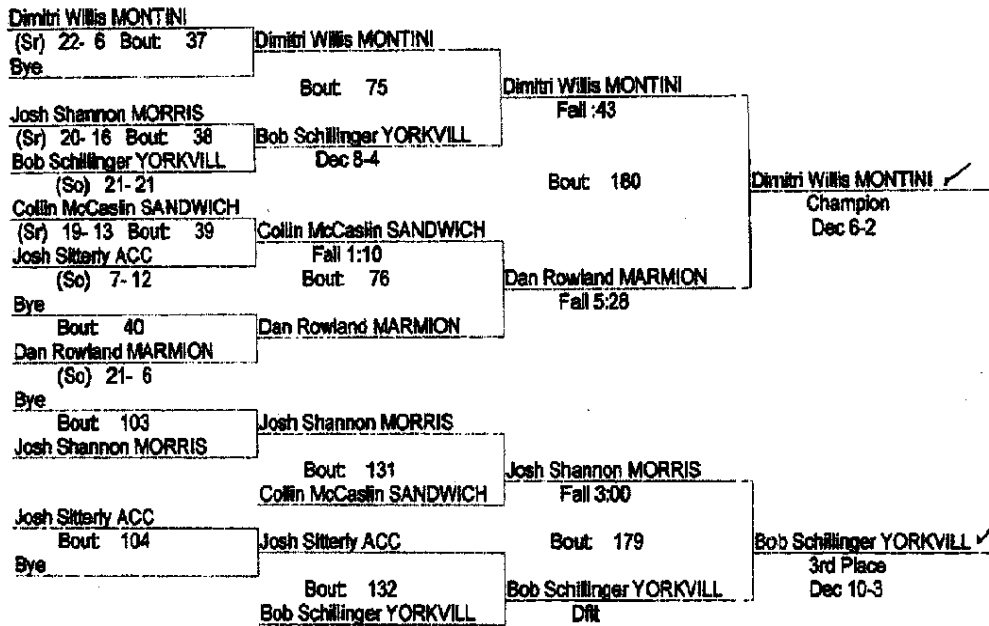 Dimitri Willis MONTINI
(Sr) 22- 6 Bout: 37
Bye
Dimitri Willis MONTINI
Bout: 75
Josh Shannon MORRIS
(Sr) 20- 16 Bout: 38
Bob Schillinger YORKVILL
(So) 21- 21
Bob Schillinger YORKVILL
Dec 8-4
Dimitri Willis MONTINI
Fall :43
Bout: 180
Collin McCaslin SANDWICH
(Sr) 19- 13 Bout: 39
Josh Sitterly ACC
(So) 7- 12
Collin McCaslin SANDWICH
Fall 1:10
Bout: 76
Bye
Bout: 40
Dan Rowland MARMION
(So) 21- 6
Dan Rowland MARMION
Dan Rowland MARMION
Fall 5:28
Dimitri Willis MONTINI
Champion
Dec 6-2
Bye
Bout: 103
Josh Shannon MORRIS
Josh Shannon MORRIS
Bout: 131
Collin McCaslin SANDWICH
Josh Shannon MORRIS
Fall 3:00
Bout: 179
Josh Sitterly ACC
Bout: 104
Bye
Josh Sitterly ACC
Bout: 132
Bob Schillinger YORKVILL
Bob Schillinger YORKVILL
Dflt
Bob Schillinger YORKVILL
3rd Place
Dec 10-3